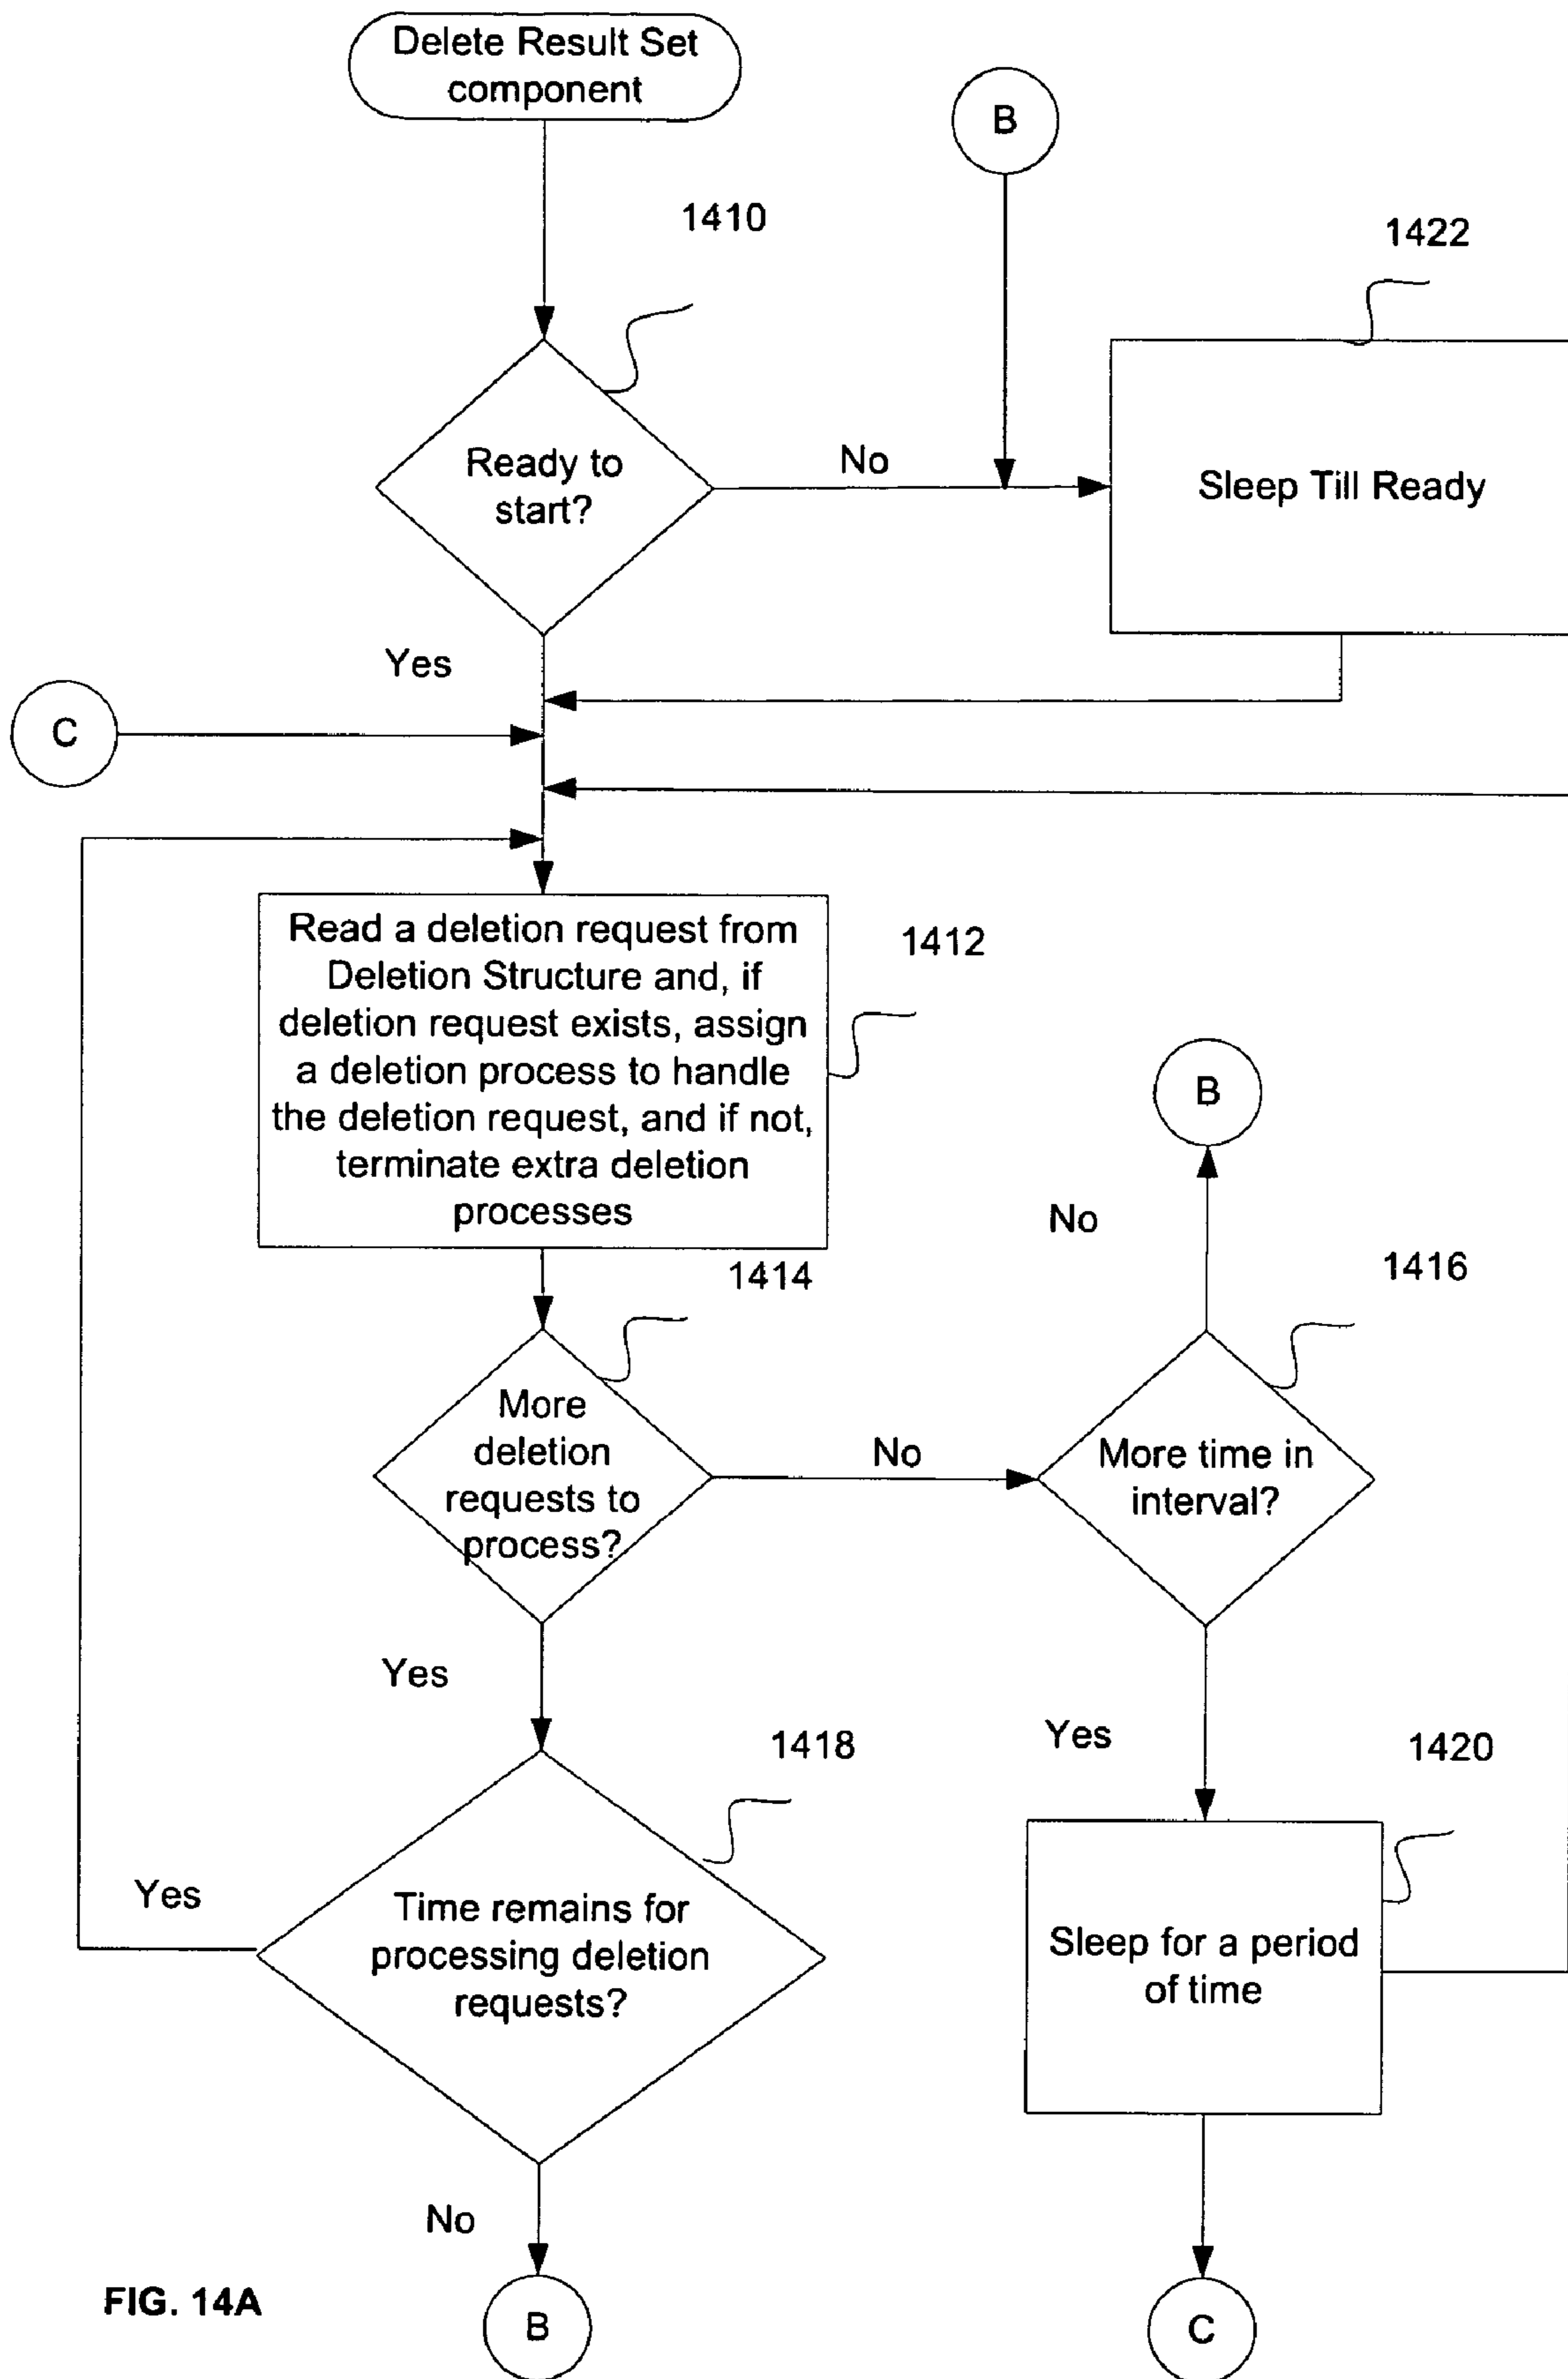 Delete Result Set
component
B
1410
1422
Ready to
start?
No
Sleep Till Ready
Yes
C
Read a deletion request from
Deletion Structure and, if
deletion request exists, assign
a deletion process to handle
the deletion request, and if not,
terminate extra deletion
processes
1412
B
No
1414
1416
More
deletion
requests to
process?
No
More time in
interval?
Yes
Yes
1418
1420
Yes
Time remains for
processing deletion
requests?
Sleep for a period
of time
No
FIG. 14A
B
C